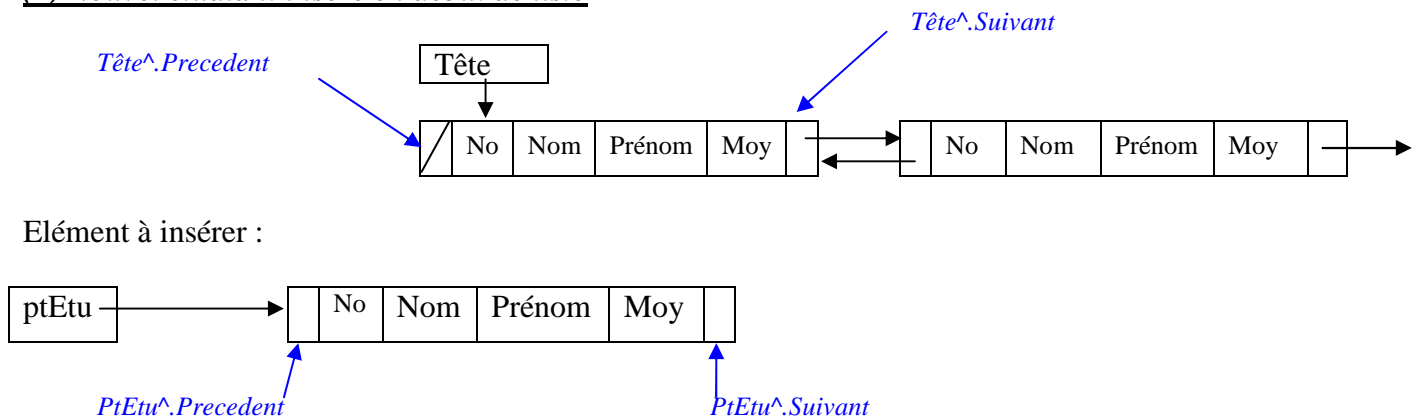 Tête^.Suivant
Tête^.Precedent
Tête
No Nom Prénom Moy
No Nom Prénom Moy
Elément à insérer :
ptEtu
No Nom Prénom Moy
PtEtu^.Precedent
PtEtu^.Suivant